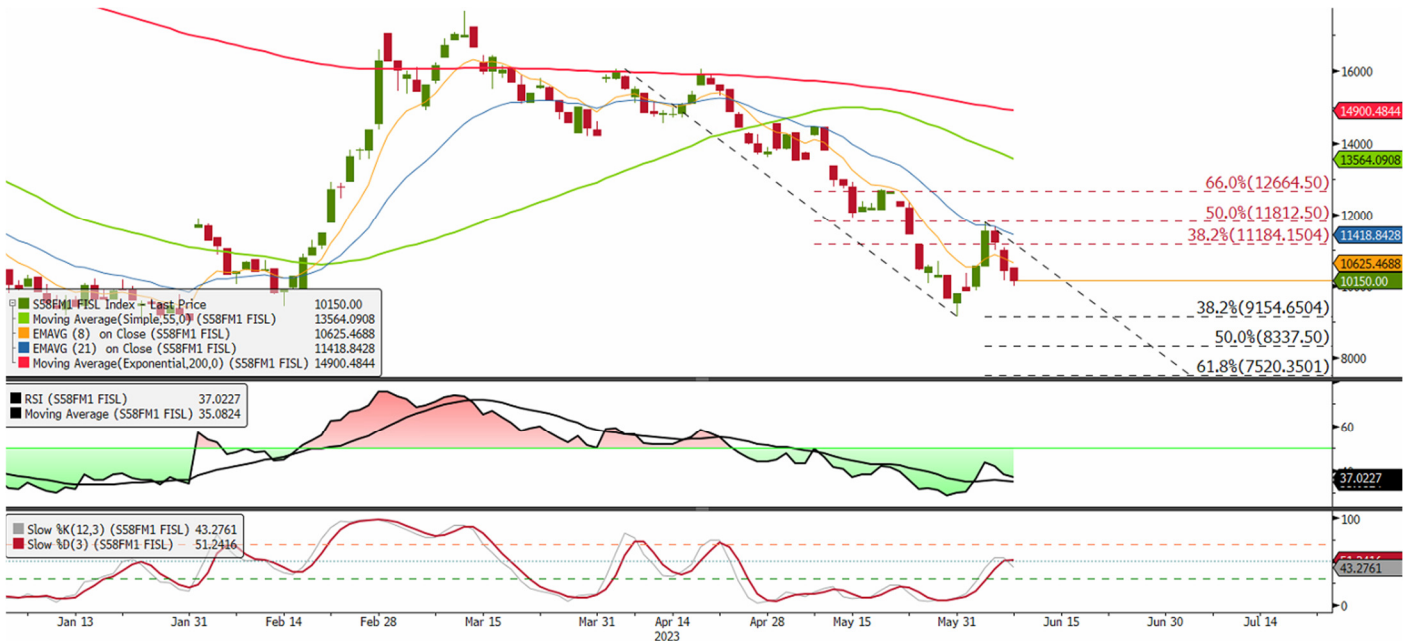 16000
14900.4844
14000
13564.0908
66.0%(12664.50)
12000
50.0%(11812.50)
11418.8428
38.2%(11184.1504)
10625.4688
10150.00
S58FM1 FISL Index - Last Price 10150.00
Moving Average(Simple,55,0) (S58FM1 FISL) 13564.0908
EMAVG (8) on Close (S58FM1 FISL) 10625.4688
EMAVG (21) on Close (S58FM1 FISL) 11418.8428
Moving Average(Exponential,200,0) (S58FM1 FISL) 14900.4844
38.2%(9154.6504)
50.0%(8337.50)
8000
61.8%(7520.3501)
RSI (S58FM1 FISL) 37.0227
Moving Average (S58FM1 FISL) 35.0824
60
37.0227
Slow %K(12,3) (S58FM1 FISL) 43.2761
Slow %D(3) (S58FM1 FISL) 51.2416
100
43.2761
0
Jan 13 Jan 31 Feb 14 Feb 28 Mar 15 Mar 31 Apr 14 Apr 28 May 15 May 31 Jun 15 Jun 30 Jul 14
2023